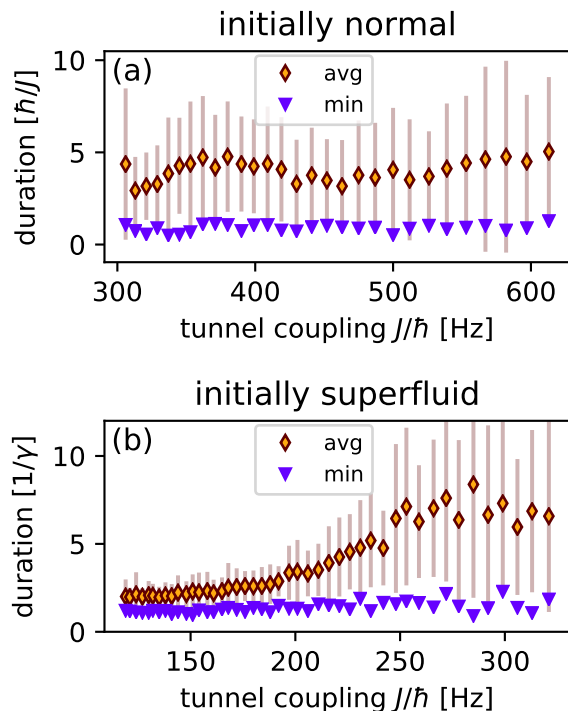 initially normal
(a)
avg
min
duration [ħ/J]
10
5
0
300 400 500 600
tunnel coupling J/ħ [Hz]
initially superfluid
(b)
avg
min
duration [1/γ]
10
5
0
150 200 250 300
tunnel coupling J/ħ [Hz]